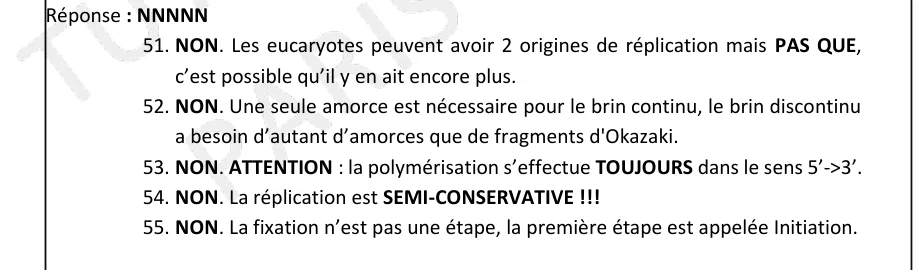 Réponse : NNNNN
51. NON. Les eucaryotes peuvent avoir 2 origines de réplication mais PAS QUE,
c’est possible qu’il y en ait encore plus.
52. NON. Une seule amorce est nécessaire pour le brin continu, le brin discontinu
a besoin d’autant d’amorces que de fragments d'Okazaki.
53. NON. ATTENTION : la polymérisation s’effectue TOUJOURS dans le sens 5’->3’.
54. NON. La réplication est SEMI-CONSERVATIVE !!!
55. NON. La fixation n’est pas une étape, la première étape est appelée Initiation.
PARIS